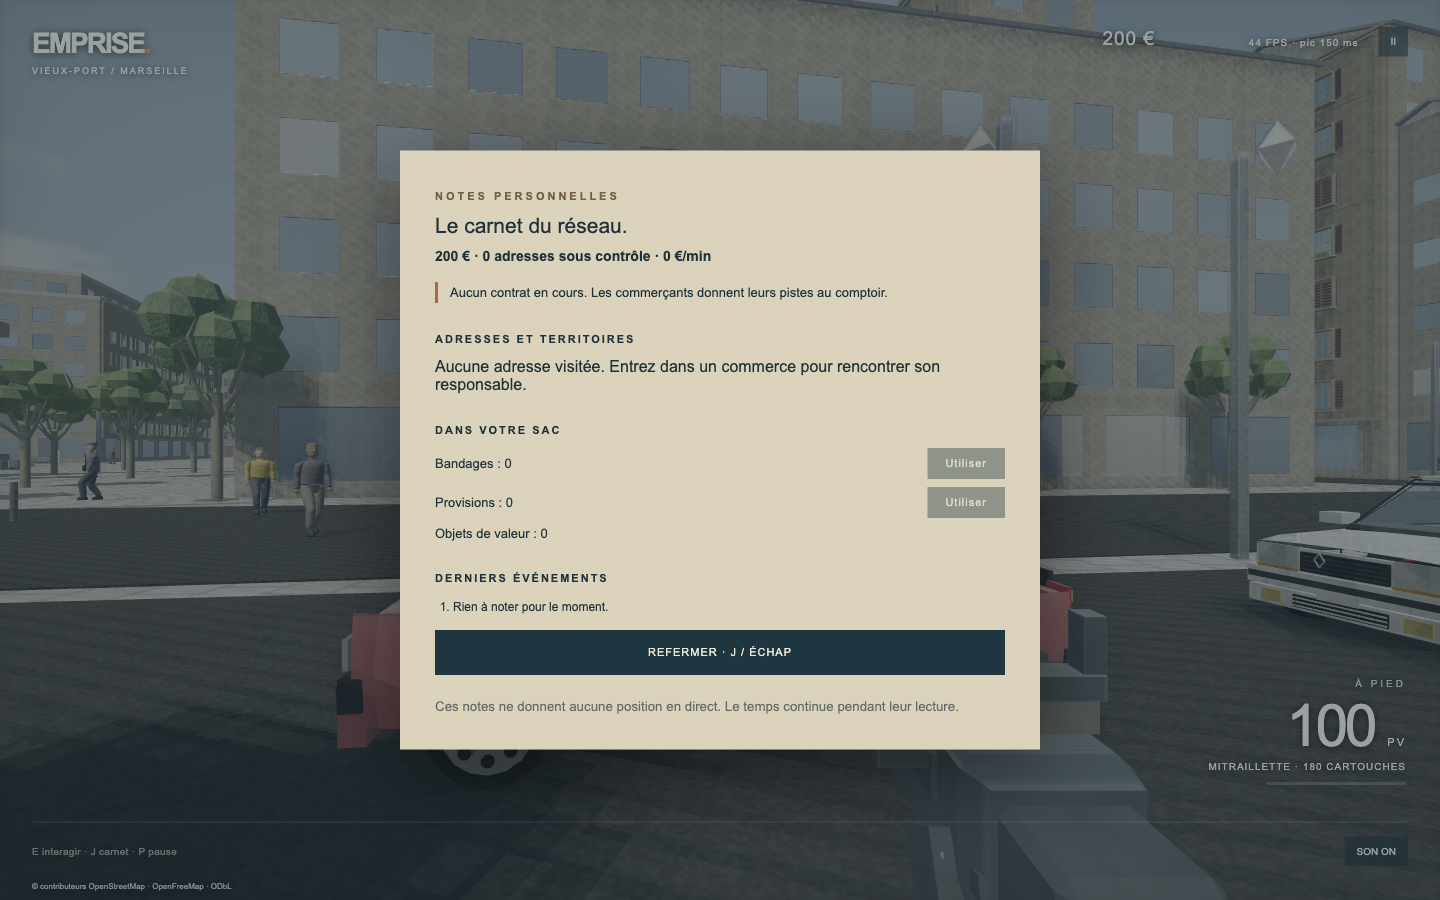 EMPRISE.
VIEUX-PORT / MARSEILLE
200 €
44 FPS · pic 150 ms
II
NOTES PERSONNELLES
Le carnet du réseau.
200 € · 0 adresses sous contrôle · 0 €/min
Aucun contrat en cours. Les commerçants donnent leurs pistes au comptoir.
ADRESSES ET TERRITOIRES
Aucune adresse visitée. Entrez dans un commerce pour rencontrer son
responsable.
DANS VOTRE SAC
Bandages : 0
Utiliser
Provisions : 0
Utiliser
Objets de valeur : 0
DERNIERS ÉVÉNEMENTS
1. Rien à noter pour le moment.
REFERMER · J / ÉCHAP
Ces notes ne donnent aucune position en direct. Le temps continue pendant leur lecture.
À PIED
100 PV
MITRAILLETTE · 180 CARTOUCHES
E interagir · J carnet · P pause
SON ON
© contributeurs OpenStreetMap · OpenFreeMap · ODbL